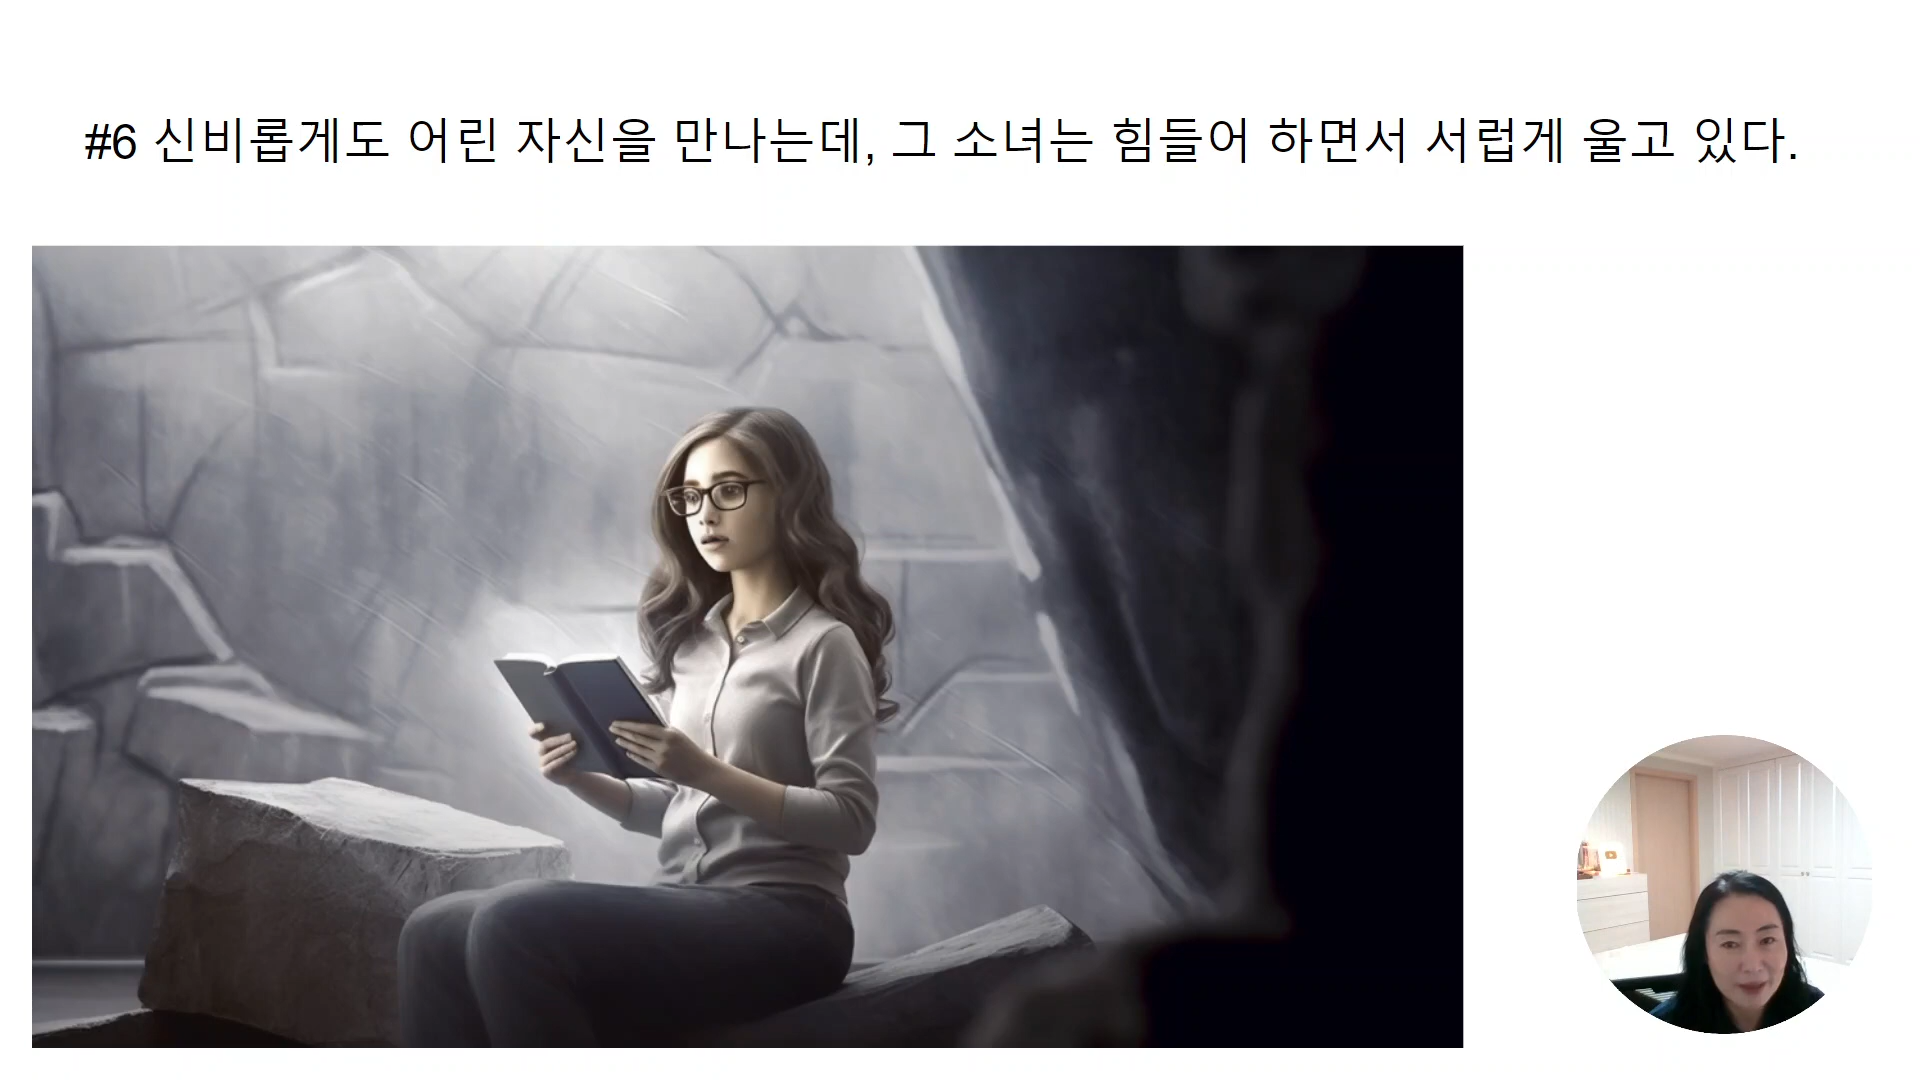 #6 신비롭게도 어린 자신을 만나는데, 그 소녀는 힘들어 하면서 서럽게 울고 있다.